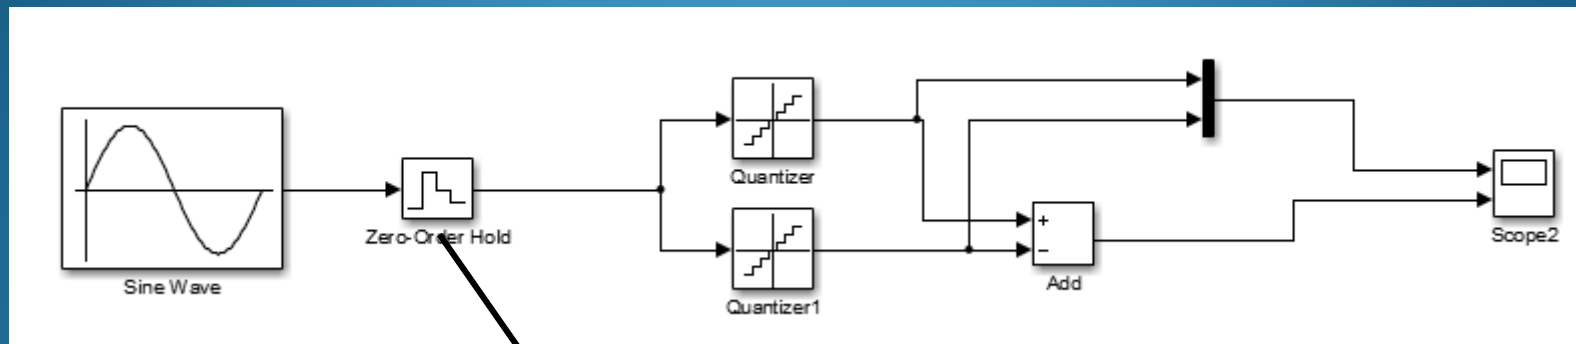 Quantizer
Zero-Order Hold
Sine Wave
Quantizer1
+
−
Add
Scope2